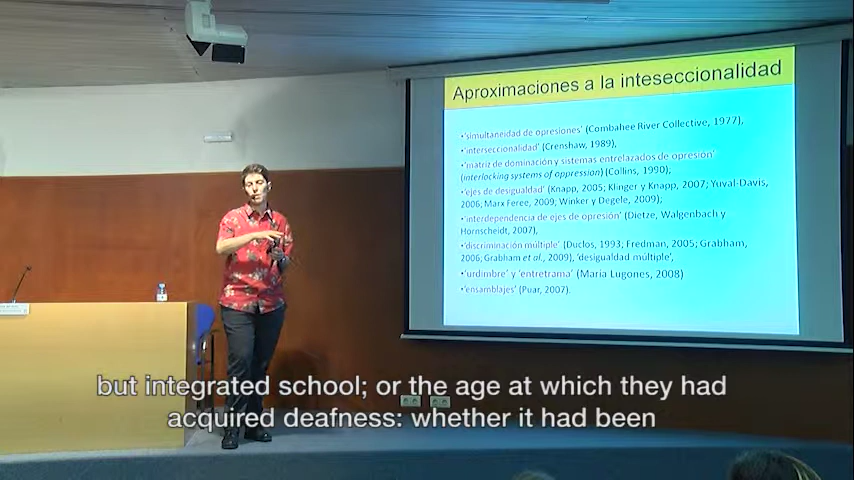 Aproximaciones a la inteseccionalidad
•'simultaneidad de opresiones' (Combahee River Collective, 1977),
•'interseccionalidad' (Crenshaw, 1989),
•'matriz de dominación y sistemas entrelazados de opresión'
(interlocking systems of oppression) (Collins, 1990),
•'ejes de desigualdad' (Knapp, 2005; Klinger y Knapp, 2007; Yuval-Davis,
2006; Marx Ferree, 2009; Winker y Degele, 2009);
•'interdependencia de ejes de opresión' (Dietze, Walgenbach y
Hornscheidt, 2007),
•'discriminación múltiple' (Duclos, 1993; Fredman, 2005; Grabham,
2006; Grabham et al., 2009), 'desigualdad múltiple',
•'urdimbre' y 'entretrama' (María Lugones, 2008)
•'ensamblajes' (Puar, 2007).
but integrated school; or the age at which they had
acquired deafness: whether it had been